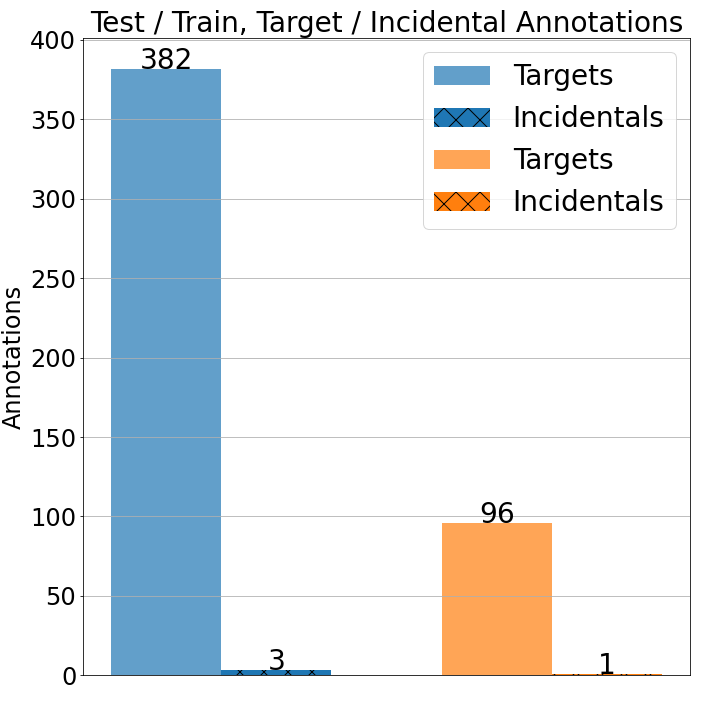 Test / Train, Target / Incidental Annotations
400
350
300
250
200
150
100
50
0
Annotations
382
3
96
1
Targets
Incidentals
Targets
Incidentals